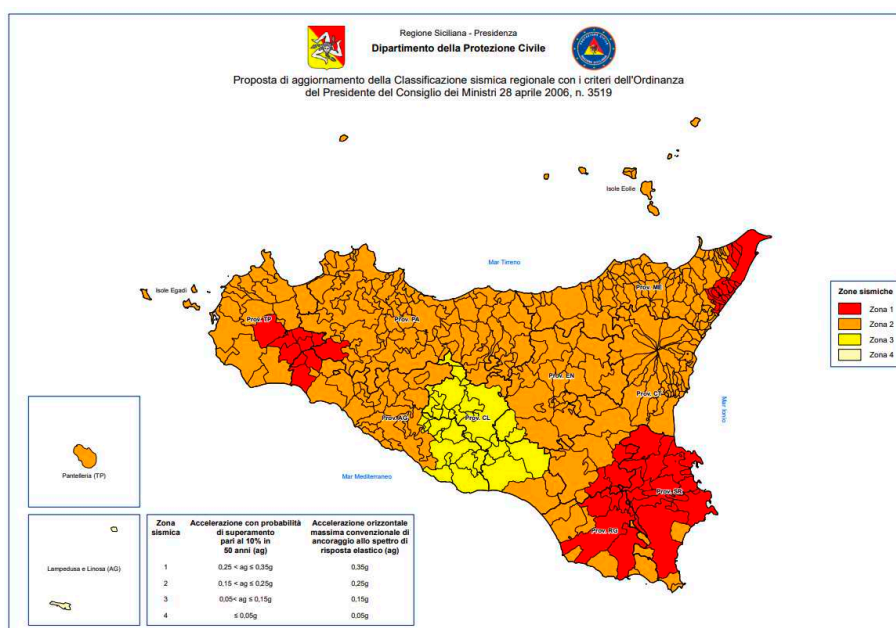 Regione Siciliana - Presidenza
Dipartimento della Protezione Civile
Proposta di aggiornamento della Classificazione sismica regionale con i criteri dell'Ordinanza
del Presidente del Consiglio dei Ministri 28 aprile 2006, n. 3519
Isole Eolie
Mar Tirreno
Isole Egadi
Prov. ME
Prov. TP
Prov. PA
Prov. EN
Prov. CT
Prov. AG
Prov. CL
Mar Ionio
Mar Mediterraneo
Prov. SR
Prov. RG
Zone sismiche
Zona 1
Zona 2
Zona 3
Zona 4
Pantelleria (TP)
Lampedusa e Linosa (AG)
Zona
sismica
Accelerazione con probabilità
di superamento
pari al 10% in
50 anni (ag)
Accelerazione orizzontale
massima convenzionale di
ancoraggio allo spettro di
risposta elastico (ag)
1 0,25 < ag ≤ 0,35g 0,35g
2 0,15 < ag ≤ 0,25g 0,25g
3 0,05< ag ≤ 0,15g 0,15g
4 ≤ 0,05g 0,05g